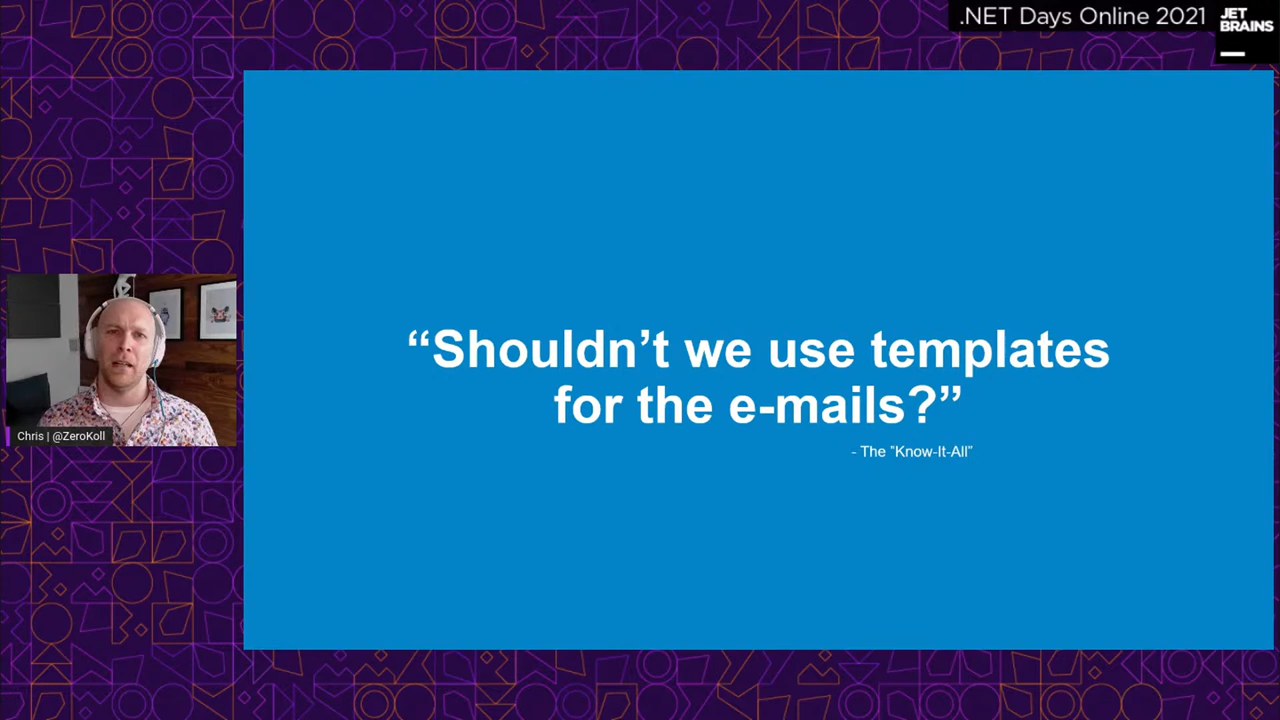 .NET Days Online 2021
JET
BRAINS
“Shouldn’t we use templates
for the e-mails?”
- The "Know-It-All”
Chris | @ZeroKoll